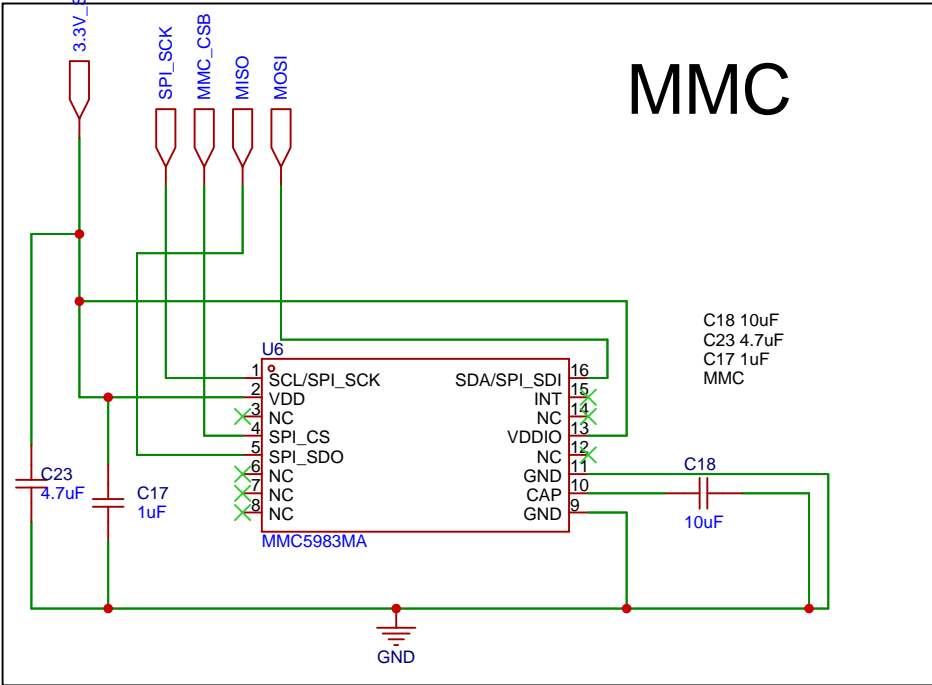 3.3V_
SPI_SCK
MMC_CSB
MISO
MOSI
MMC
C18 10uF
C23 4.7uF
C17 1uF
MMC
U6
1 SCL/SPI_SCK
2 VDD
3 NC
4 SPI_CS
5 SPI_SDO
6 NC
7 NC
8 NC
SDA/SPI_SDI 16
INT 15
NC 14
VDDIO 13
NC 12
GND 11
CAP 10
GND 9
MMC5983MA
C23
4.7uF
C17
1uF
C18
10uF
GND